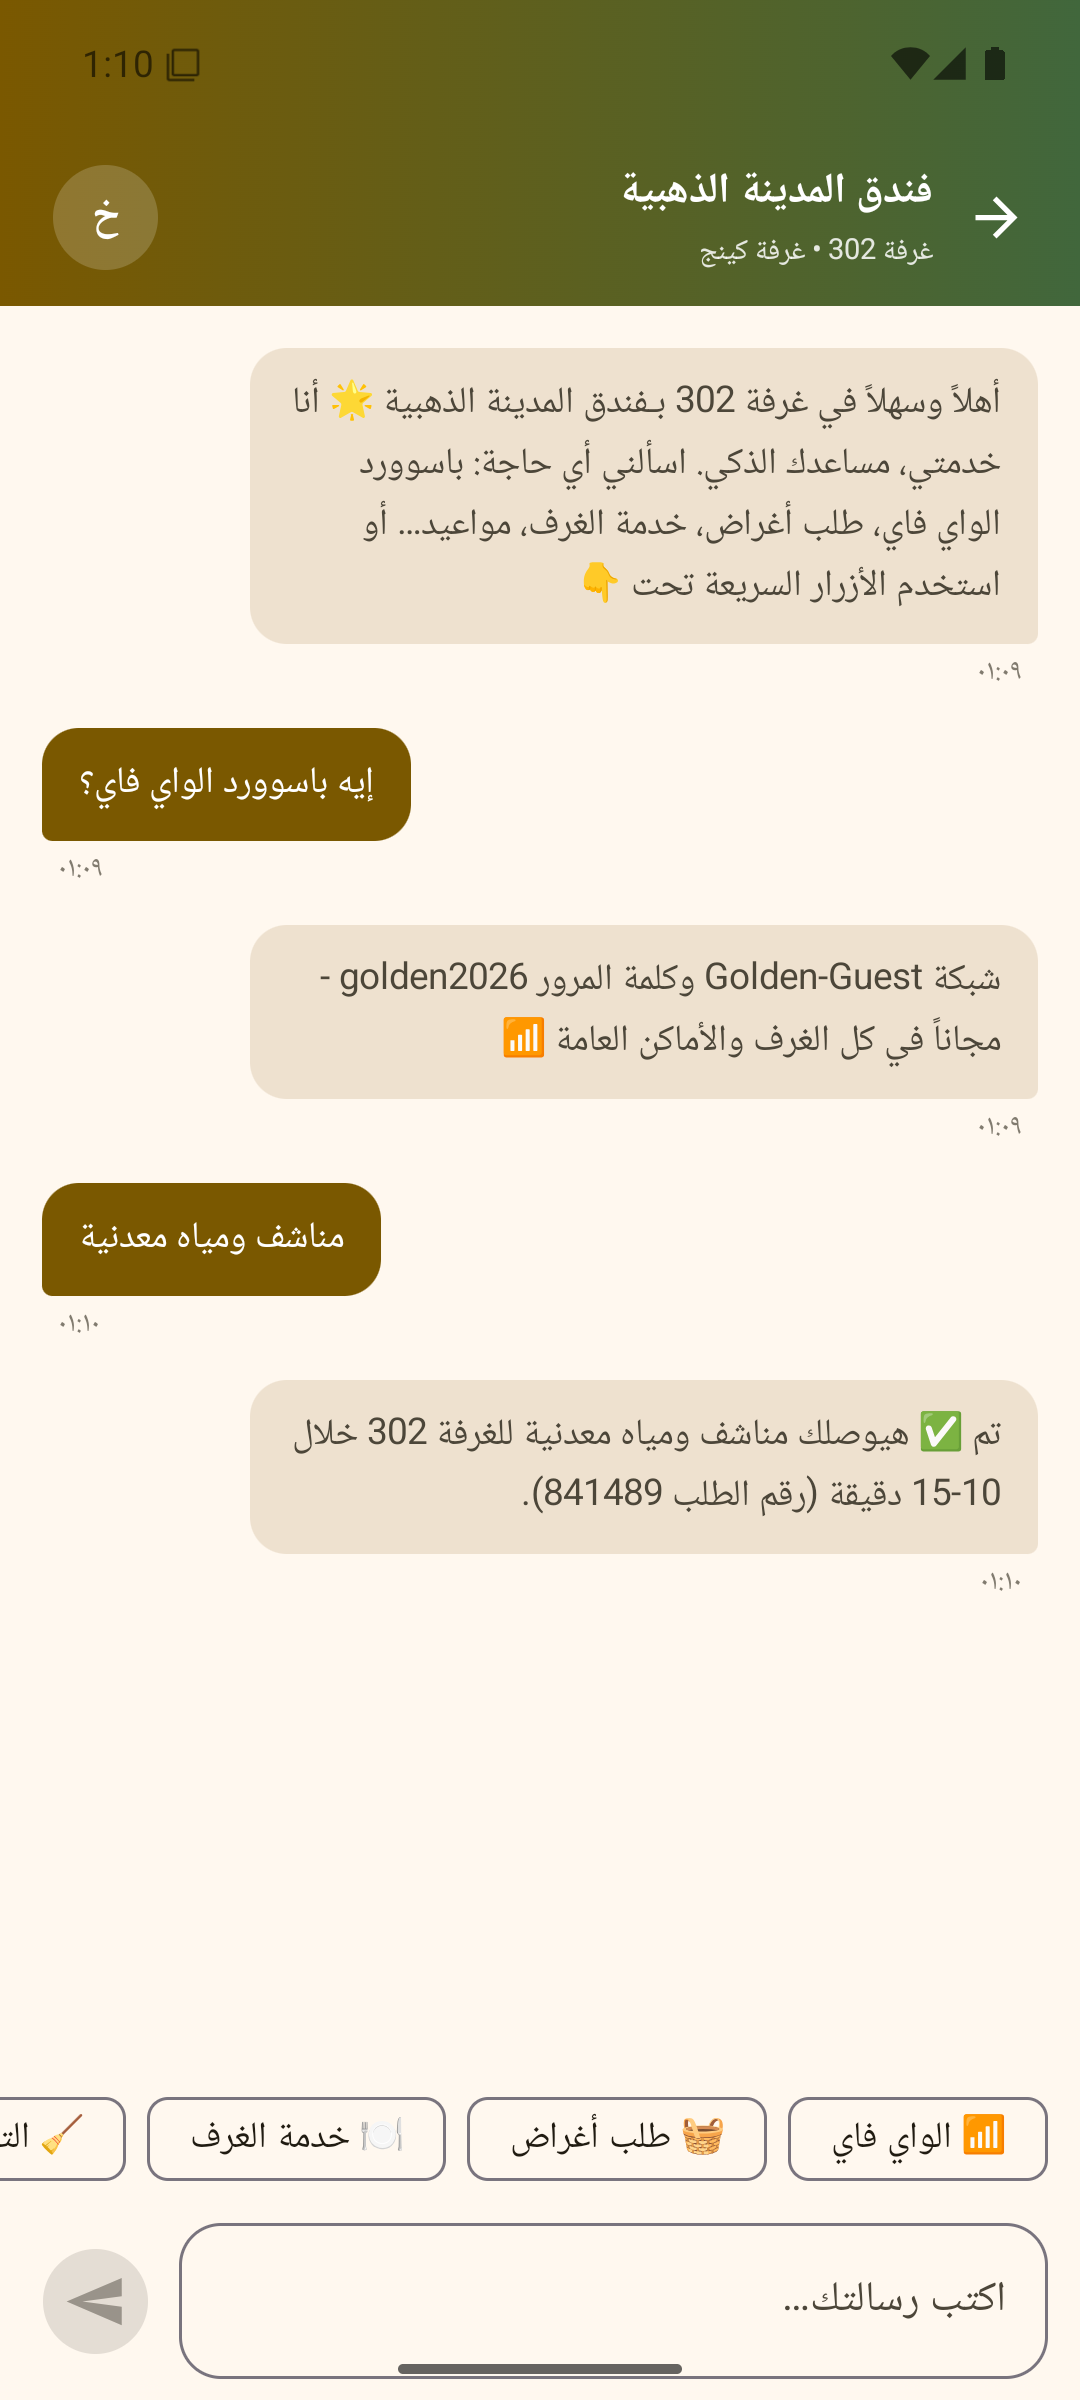 1:10
فندق المدينة الذهبية
غرفة 302 • غرفة كينج
خ
أهلاً وسهلاً في غرفة 302 بـفندق المدينة الذهبية 🌟 أنا
خدمتي، مساعدك الذكي. اسألني أي حاجة: باسوورد
الواي فاي، طلب أغراض، خدمة الغرف، مواعيد... أو
استخدم الأزرار السريعة تحت 👇
٠١:٠٩
إيه باسوورد الواي فاي؟
٠١:٠٩
شبكة Golden-Guest وكلمة المرور golden2026 -
مجاناً في كل الغرف والأماكن العامة 📶
٠١:٠٩
مناشف ومياه معدنية
٠١:١٠
تم ✅ هيوصلك مناشف ومياه معدنية للغرفة 302 خلال
10-15 دقيقة (رقم الطلب 841489).
٠١:١٠
📶 الواي فاي
🧺 طلب أغراض
🍽️ خدمة الغرف
🧹 الت
اكتب رسالتك...